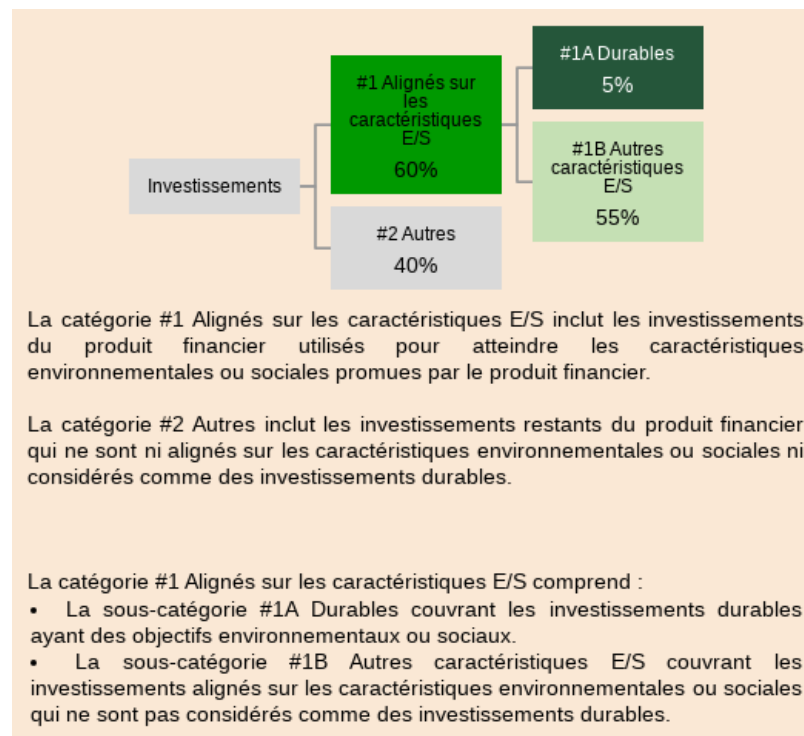 #1A Durables
5%
#1 Alignés sur
les
caractéristiques
E/S
60%
#1B Autres
caractéristiques
E/S
55%
Investissements
#2 Autres
40%
La catégorie #1 Alignés sur les caractéristiques E/S inclut les investissements
du produit financier utilisés pour atteindre les caractéristiques
environnementales ou sociales promues par le produit financier.
La catégorie #2 Autres inclut les investissements restants du produit financier
qui ne sont ni alignés sur les caractéristiques environnementales ou sociales ni
considérés comme des investissements durables.
La catégorie #1 Alignés sur les caractéristiques E/S comprend :
• La sous-catégorie #1A Durables couvrant les investissements durables
ayant des objectifs environnementaux ou sociaux.
• La sous-catégorie #1B Autres caractéristiques E/S couvrant les
investissements alignés sur les caractéristiques environnementales ou sociales
qui ne sont pas considérés comme des investissements durables.